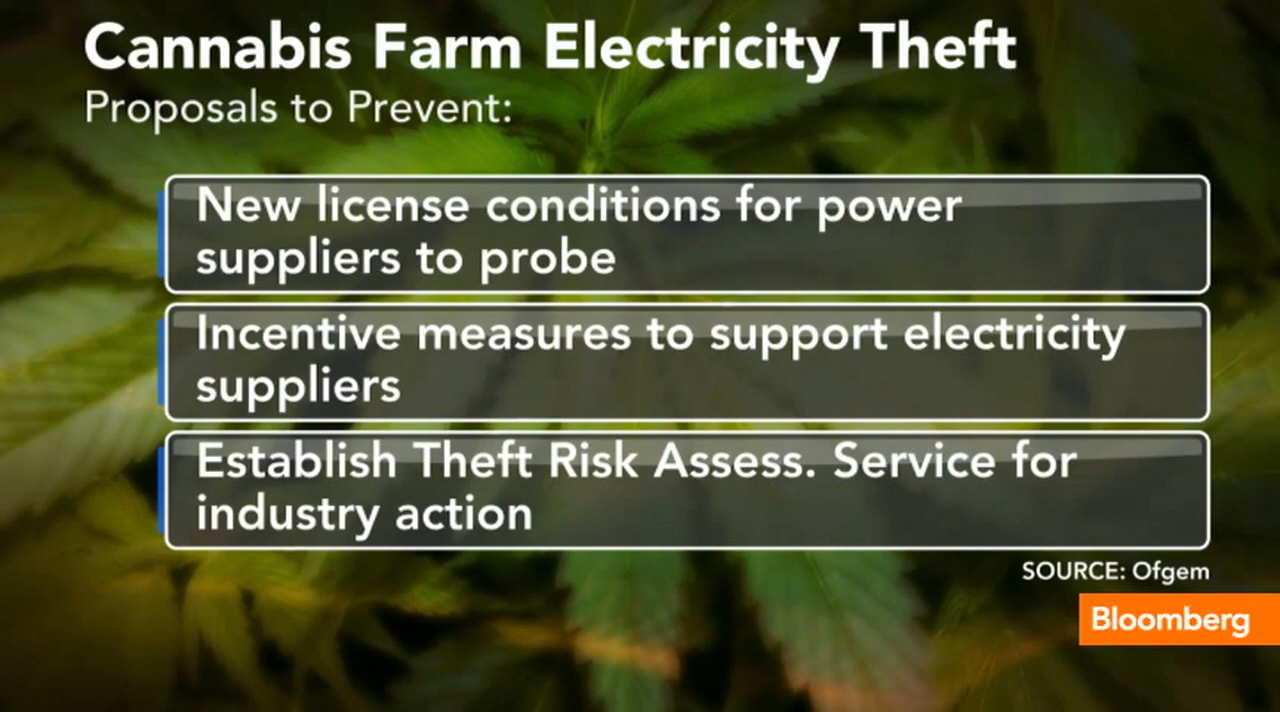 Cannabis Farm Electricity Theft
Proposals to Prevent:
New license conditions for power
suppliers to probe
Incentive measures to support electricity
suppliers
Establish Theft Risk Assess. Service for
industry action
SOURCE: Ofgem
Bloomberg